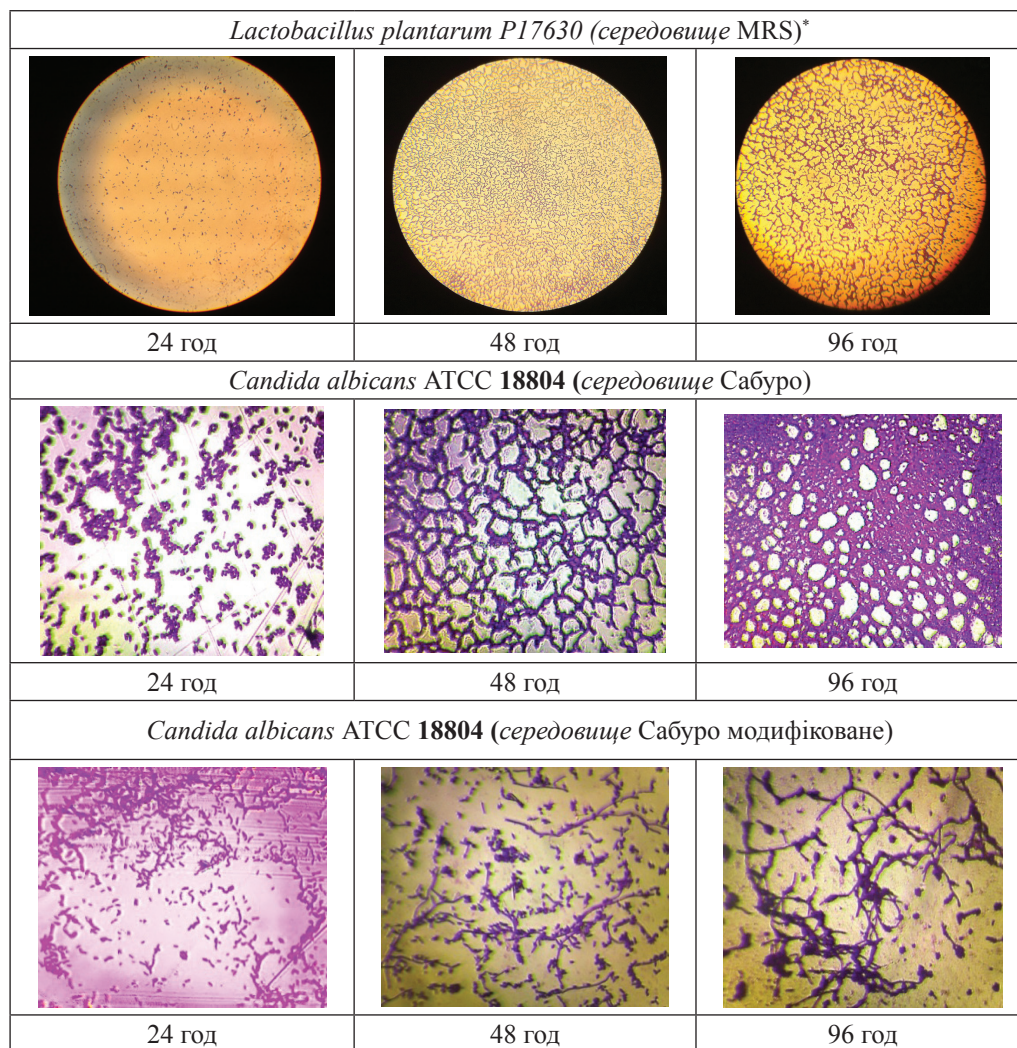 Lactobacillus plantarum P17630 (середовище MRS)*
24 год
48 год
96 год
Candida albicans ATCC 18804 (середовище Сабуро)
24 год
48 год
96 год
Candida albicans ATCC 18804 (середовище Сабуро модифіковане)
24 год
48 год
96 год